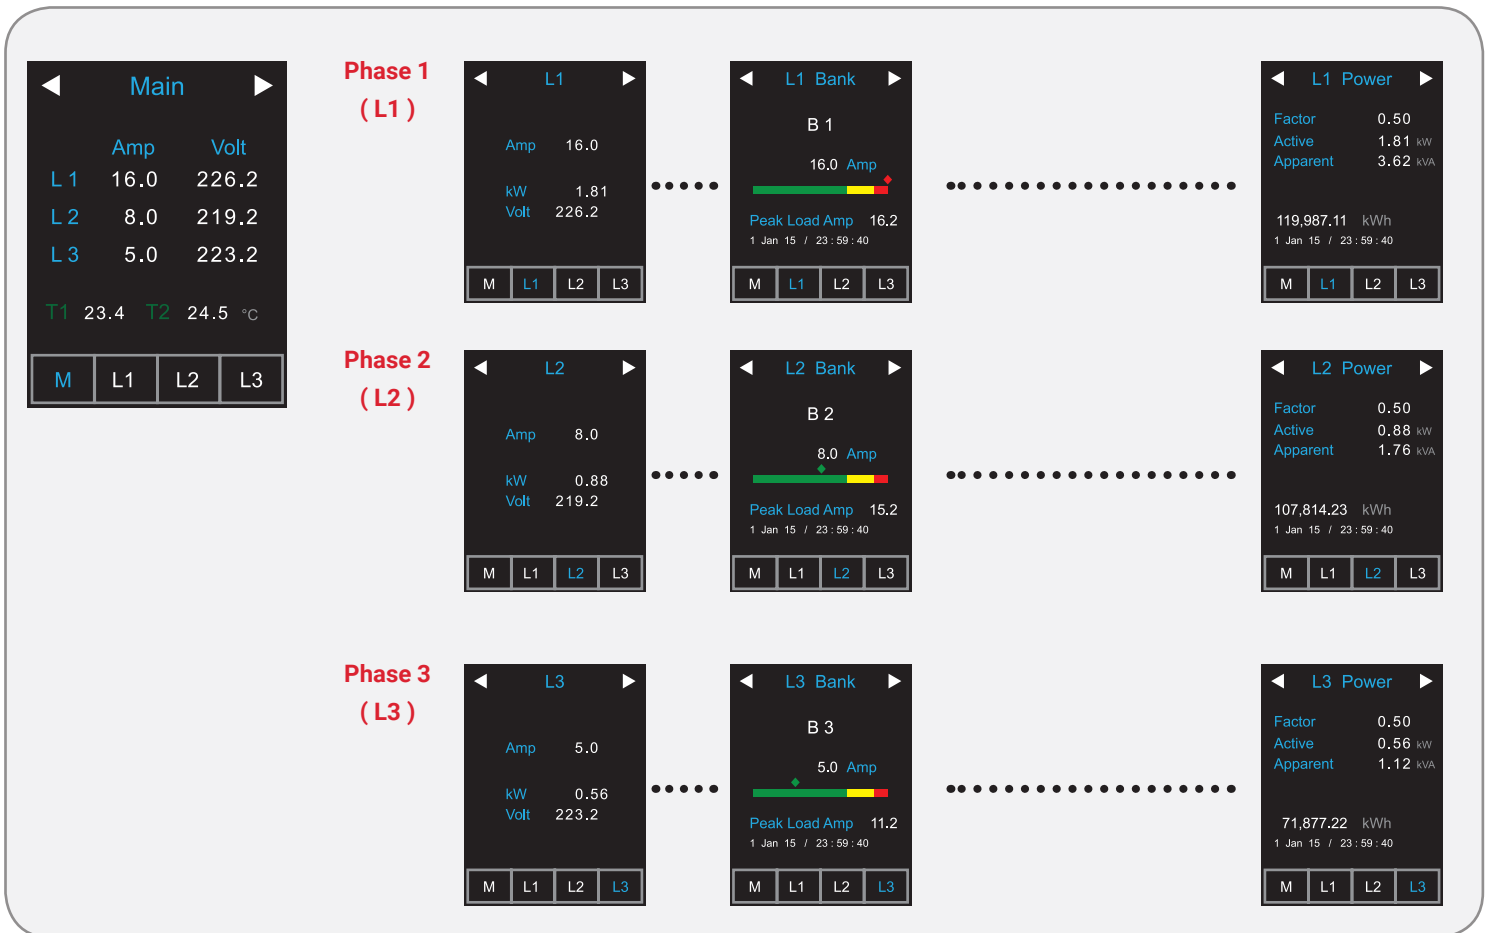 Main
Amp Volt
L 1 16.0 226.2
L 2 8.0 219.2
L 3 5.0 223.2
T1 23.4 T2 24.5 °C
M L1 L2 L3
Phase 1
( L1 )
L1
Amp 16.0
kW 1.81
Volt 226.2
M L1 L2 L3
L1 Bank
B 1
16.0 Amp
Peak Load Amp 16.2
1 Jan 15 / 23 : 59 : 40
M L1 L2 L3
L1 Power
Factor 0.50
Active 1.81 kW
Apparent 3.62 kVA
119,987.11 kWh
1 Jan 15 / 23 : 59 : 40
M L1 L2 L3
Phase 2
( L2 )
L2
Amp 8.0
kW 0.88
Volt 219.2
M L1 L2 L3
L2 Bank
B 2
8.0 Amp
Peak Load Amp 15.2
1 Jan 15 / 23 : 59 : 40
M L1 L2 L3
L2 Power
Factor 0.50
Active 0.88 kW
Apparent 1.76 kVA
107,814.23 kWh
1 Jan 15 / 23 : 59 : 40
M L1 L2 L3
Phase 3
( L3 )
L3
Amp 5.0
kW 0.56
Volt 223.2
M L1 L2 L3
L3 Bank
B 3
5.0 Amp
Peak Load Amp 11.2
1 Jan 15 / 23 : 59 : 40
M L1 L2 L3
L3 Power
Factor 0.50
Active 0.56 kW
Apparent 1.12 kVA
71,877.22 kWh
1 Jan 15 / 23 : 59 : 40
M L1 L2 L3